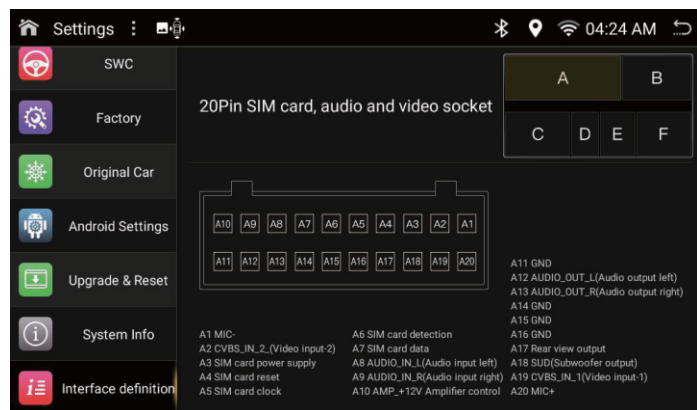 Settings
04:24 AM
SWC
Factory
Original Car
Android Settings
Upgrade & Reset
System Info
Interface definition
20Pin SIM card, audio and video socket
A B
C D E F
A10 A9 A8 A7 A6 A5 A4 A3 A2 A1
A11 A12 A13 A14 A15 A16 A17 A18 A19 A20
A1 MIC-
A2 CVBS_IN_2_(Video input-2)
A3 SIM card power supply
A4 SIM card reset
A5 SIM card clock
A6 SIM card detection
A7 SIM card data
A8 AUDIO_IN_L(Audio input left)
A9 AUDIO_IN_R(Audio input right)
A10 AMP_+12V Amplifier control
A11 GND
A12 AUDIO_OUT_L(Audio output left)
A13 AUDIO_OUT_R(Audio output right)
A14 GND
A15 GND
A16 GND
A17 Rear view output
A18 SUD(Subwoofer output)
A19 CVBS_IN_1(Video input-1)
A20 MIC+